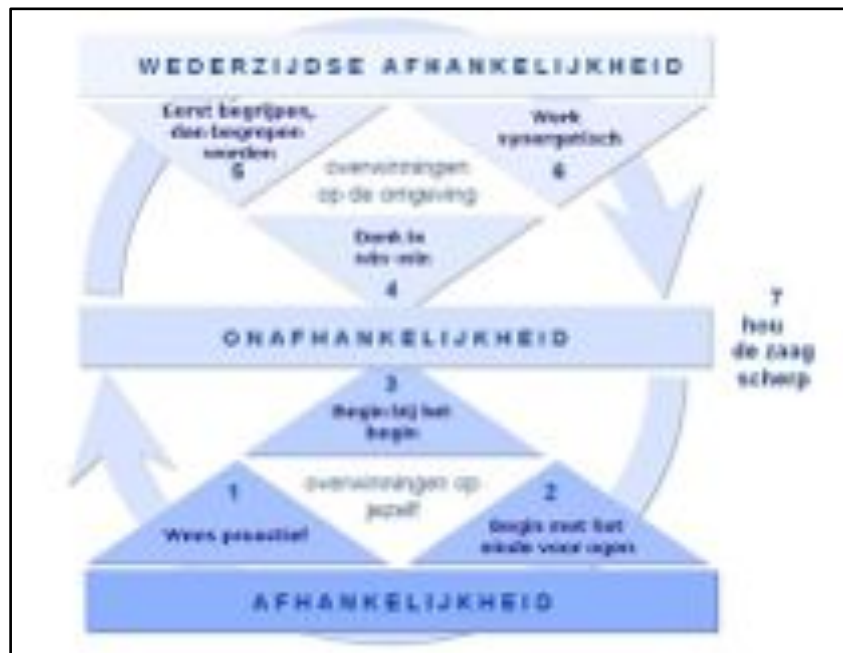 WEDERZIJDSE AFHANKELIJKHEID
Eerst begrijpen,
dan begrepen
worden
5
Werk
synergetisch
6
overwinningen
op de omgeving
Denk in
win-win
4
ONAFHANKELIJKHEID
7
hou
de zaag
scherp
3
Begin bij het
begin
1
Wees proactief
overwinningen op
jezelf
2
Begin met het
einde voor ogen
AFHANKELIJKHEID